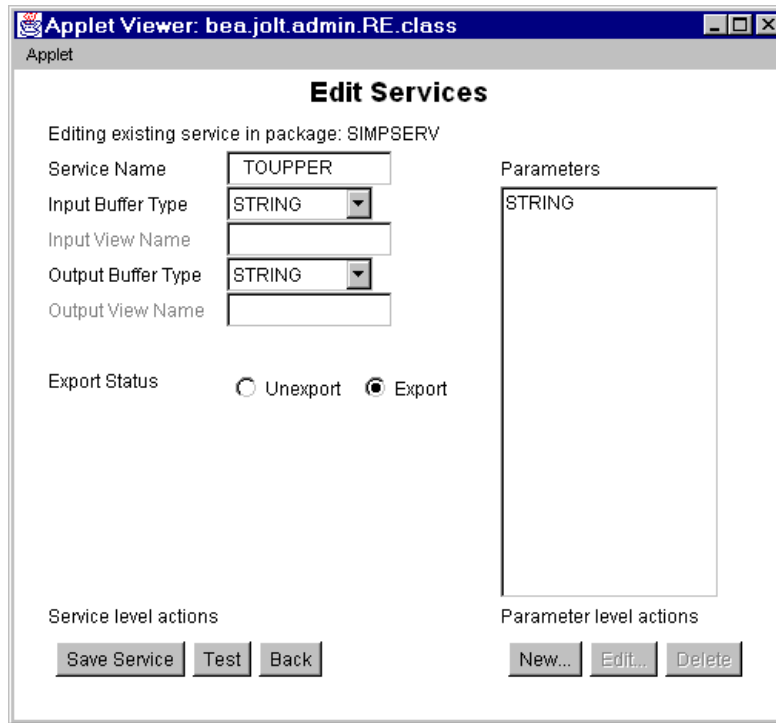 Applet Viewer: bea.jolt.admin.RE.class
Applet
Edit Services
Editing existing service in package: SIMPSERV
Service Name TOUPPER
Parameters
Input Buffer Type STRING
STRING
Input View Name
Output Buffer Type STRING
Output View Name
Export Status Unexport Export
Service level actions
Parameter level actions
Save Service Test Back
New... Edit... Delete